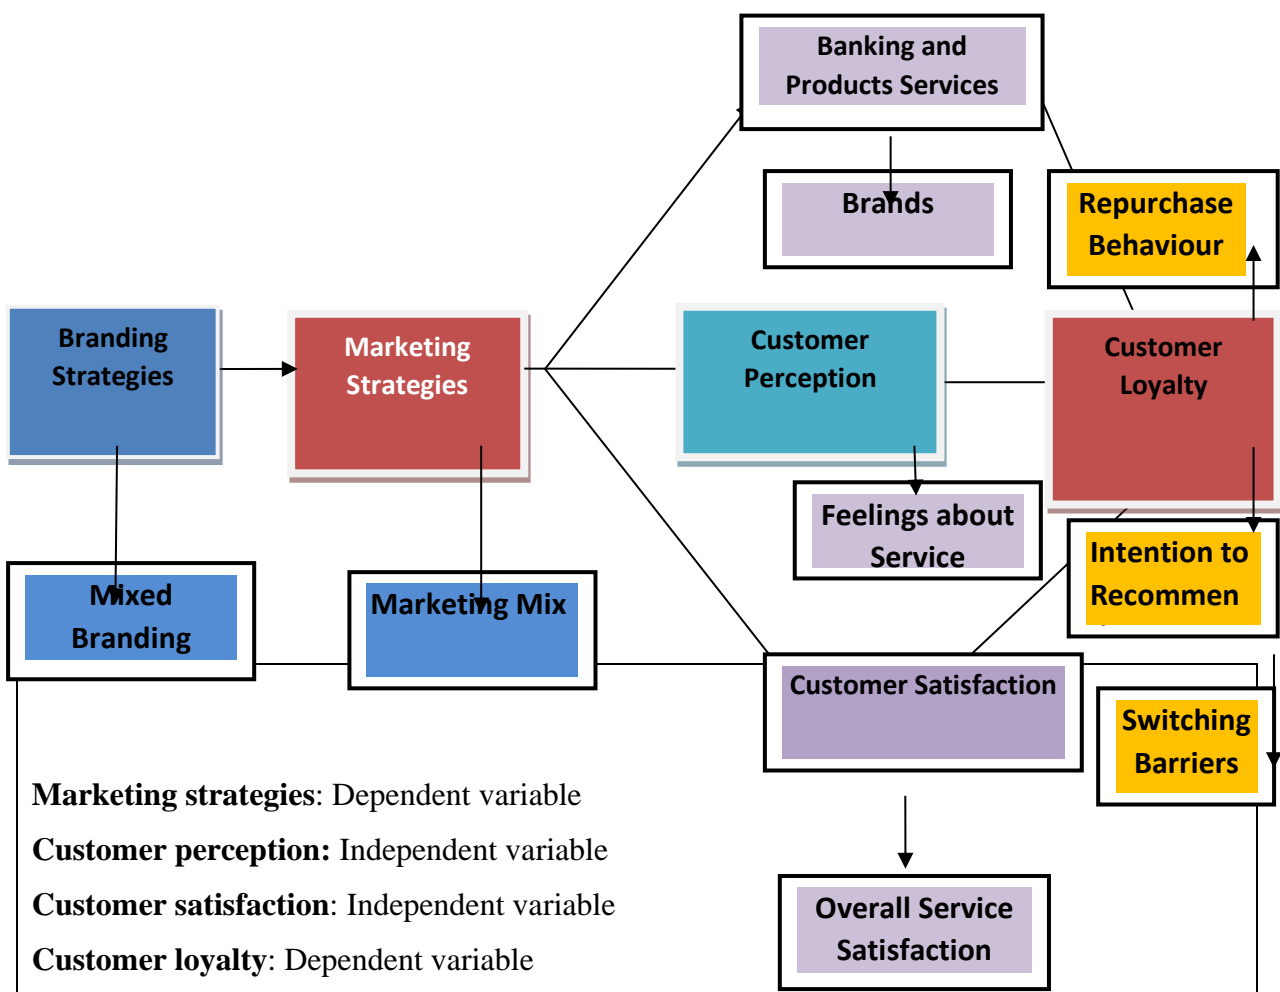 Banking and
Products Services
Brands
Repurchase
Behaviour
Branding
Strategies
Marketing
Strategies
Customer
Perception
Customer
Loyalty
Feelings about
Service
Intention to
Recommen
Mixed
Branding
Marketing Mix
Customer Satisfaction
Switching
Barriers
Marketing strategies: Dependent variable
Customer perception: Independent variable
Customer satisfaction: Independent variable
Customer loyalty: Dependent variable
Overall Service
Satisfaction